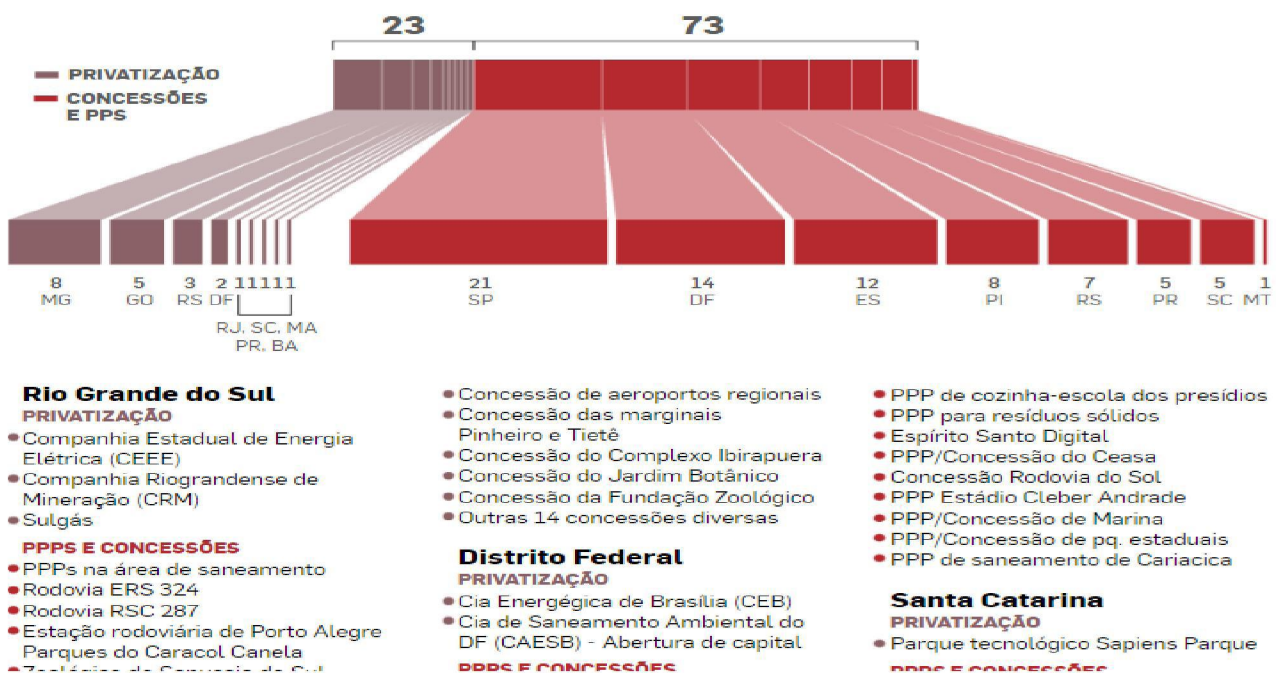 23
73
PRIVATIZAÇÃO
CONCESSÕES
E PPS
8 5 3 2 1 1 1 1 1
MG GO RS DF
RJ, SC, MA
PR, BA
21 14 12 8 7 5 5 1
SP DF ES PI RS PR SC MT
Rio Grande do Sul
PRIVATIZAÇÃO
Companhia Estadual de Energia
Elétrica (CEEE)
Companhia Riograndense de
Mineração (CRM)
Sulgás
PPPS E CONCESSÕES
PPPs na área de saneamento
Rodovia ERS 324
Rodovia RSC 287
Estação rodoviária de Porto Alegre
Parques do Caracol Canela
Concessão de aeroportos regionais
Concessão das marginais
Pinheiro e Tietê
Concessão do Complexo Ibirapuera
Concessão do Jardim Botânico
Concessão da Fundação Zoológico
Outras 14 concessões diversas
Distrito Federal
PRIVATIZAÇÃO
Cia Energégica de Brasília (CEB)
Cia de Saneamento Ambiental do
DF (CAESB) - Abertura de capital
PPPS E CONCESSÕES
PPP de cozinha-escola dos presídios
PPP para resíduos sólidos
Espírito Santo Digital
PPP/Concessão do Ceasa
Concessão Rodovia do Sol
PPP Estádio Cleber Andrade
PPP/Concessão de Marina
PPP/Concessão de pq. estaduais
PPP de saneamento de Cariacica
Santa Catarina
PRIVATIZAÇÃO
Parque tecnológico Sapiens Parque
PPPS E CONCESSÕES